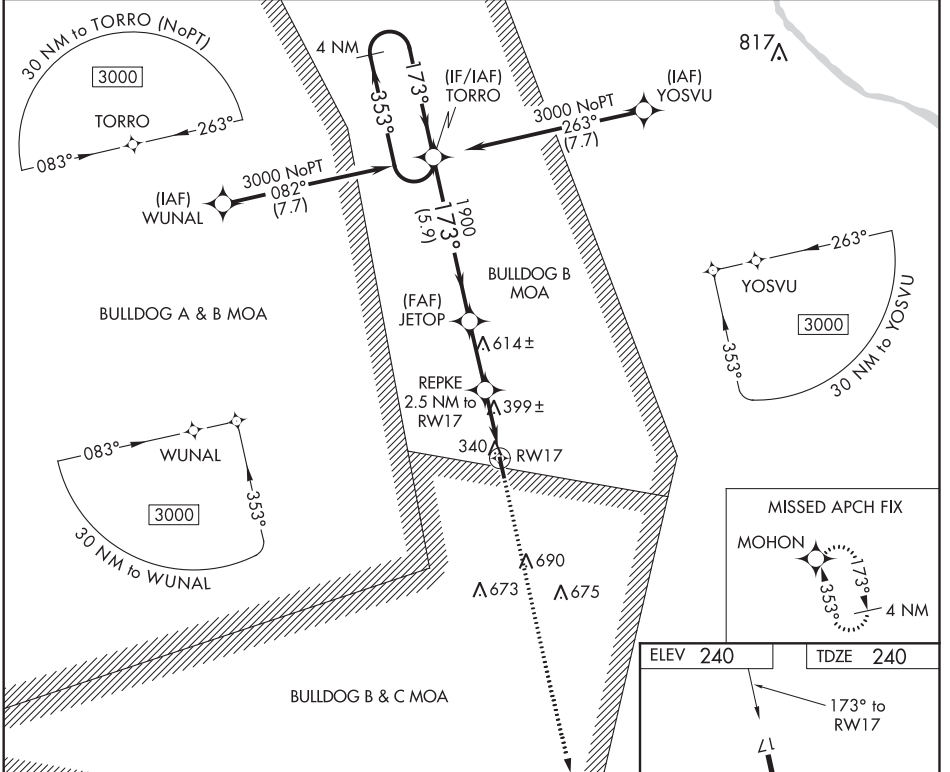 30 NM to TORRO (NoPT)
3000
TORRO
083°
263°
4 NM
173°
353°
(IF/IAF)
TORRO
817
(IAF)
YOSVU
3000 NoPT
263°
(7.7)
3000 NoPT
082°
(7.7)
(IAF)
WUNAL
1900
173°
(5.9)
BULLDOG B
MOA
BULLDOG A & B MOA
(FAF)
JETOP
614±
REPKE
2.5 NM to
RW17
399±
340
RW17
263°
YOSVU
3000
353°
30 NM to YOSVU
083°
WUNAL
3000
353°
30 NM to WUNAL
690
673
675
BULLDOG B & C MOA
MISSED APCH FIX
MOHON
173°
353°
4 NM
ELEV 240
TDZE 240
173° to
RW17
17